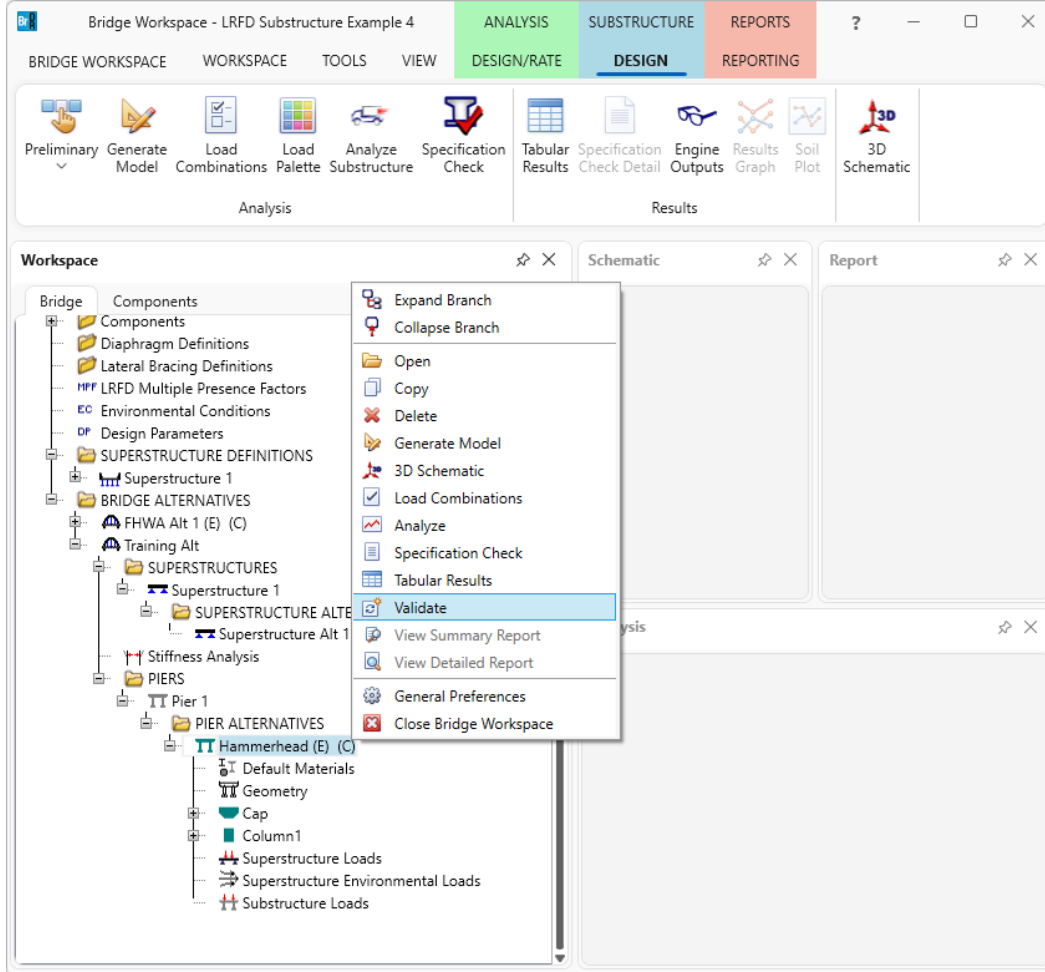 Br R Bridge Workspace - LRFD Substructure Example 4 ANALYSIS SUBSTRUCTURE REPORTS ?
BRIDGE WORKSPACE WORKSPACE TOOLS VIEW DESIGN/RATE DESIGN REPORTING
Preliminary Generate Model Load Combinations Load Palette Analyze Substructure Specification Check Tabular Results Specification Check Detail Engine Outputs Results Graph Soil Plot 3D 3D Schematic
Analysis Results
Workspace Schematic Report
Bridge Components
Components
Diaphragm Definitions
Lateral Bracing Definitions
MPF LRFD Multiple Presence Factors
EC Environmental Conditions
DP Design Parameters
SUPERSTRUCTURE DEFINITIONS
Superstructure 1
BRIDGE ALTERNATIVES
FHWA Alt 1 (E) (C)
Training Alt
SUPERSTRUCTURES
Superstructure 1
SUPERSTRUCTURE ALTE
Superstructure Alt 1
Stiffness Analysis
PIERS
Pier 1
PIER ALTERNATIVES
Hammerhead (E) (C)
Default Materials
Geometry
Cap
Column1
Superstructure Loads
Superstructure Environmental Loads
Substructure Loads
Expand Branch
Collapse Branch
Open
Copy
Delete
Generate Model
3D Schematic
Load Combinations
Analyze
Specification Check
Tabular Results
Validate
View Summary Report
View Detailed Report
General Preferences
Close Bridge Workspace
ysis